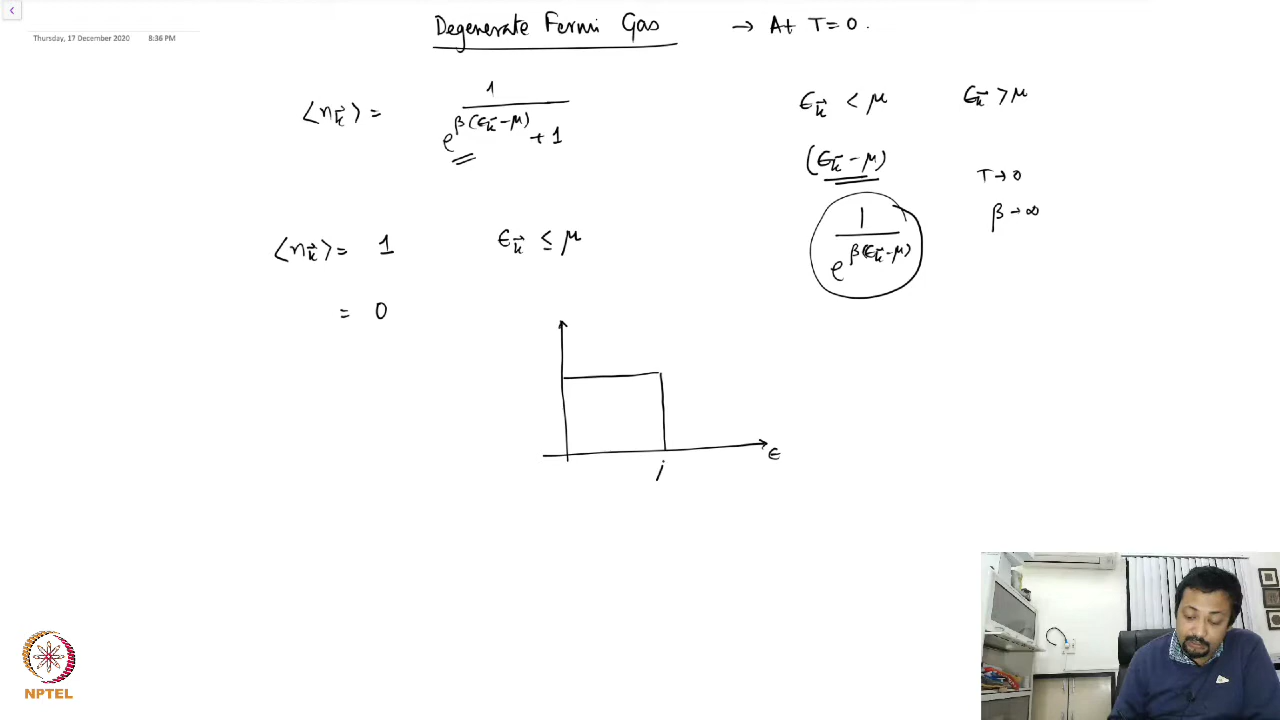 Degenerate Fermi Gas → At T=0.
Thursday, 17 December 2020 8:36 PM
⟨n_k⃗⟩ = 1 / (e^{β(ϵ_k⃗ - μ)} + 1)
ϵ_k⃗ < μ ϵ_k⃗ > μ
(ϵ_k⃗ - μ)
T→0
β→∞
1 / e^{β(ϵ_k⃗ - μ)}
⟨n_k⃗⟩ = 1 ϵ_k⃗ ≤ μ
= 0
ϵ
NPTEL